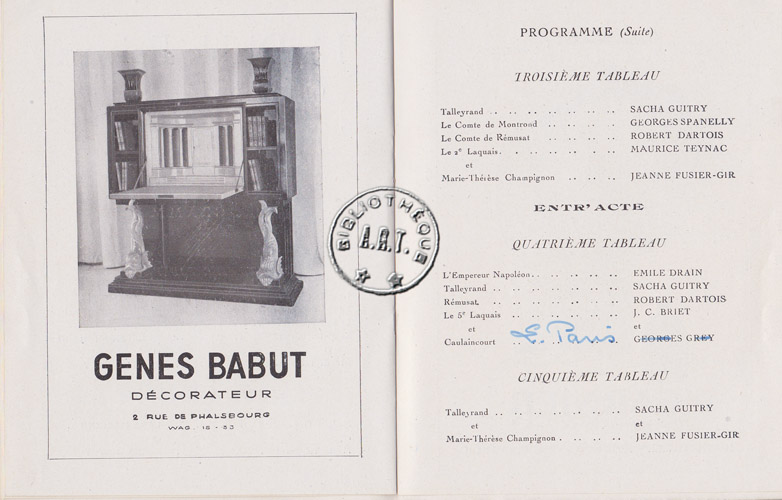 GENES BABUT
DÉCORATEUR
2 RUE DE PHALSBOURG
WAG. 15 - 53
BIBLIOTHÈQUE
A.R.T.
PROGRAMME (Suite)
TROISIÈME TABLEAU
Talleyrand .. .. .. .. .. .. .. SACHA GUITRY
Le Comte de Montrond .. .. .. .. GEORGES SPANELLY
Le Comte de Rémusat .. .. .. .. ROBERT DARTOIS
Le 2e Laquais. .. .. .. .. .. .. MAURICE TEYNAC
et
Marie-Thérèse Champignon .. .. .. JEANNE FUSIER-GIR
ENTR'ACTE
QUATRIÈME TABLEAU
L'Empereur Napoléon.. .. .. .. .. EMILE DRAIN
Talleyrand .. .. .. .. .. .. .. SACHA GUITRY
Rémusat. .. .. .. .. .. .. .. ROBERT DARTOIS
Le 5e Laquais .. .. .. .. .. .. J. C. BRIET
et et
Caulaincourt .. E. Paris .. GEORGES GREY
CINQUIÈME TABLEAU
Talleyrand .. .. .. .. .. .. .. SACHA GUITRY
et et
Marie-Thérèse Champignon . .. .. .. JEANNE FUSIER-GIR